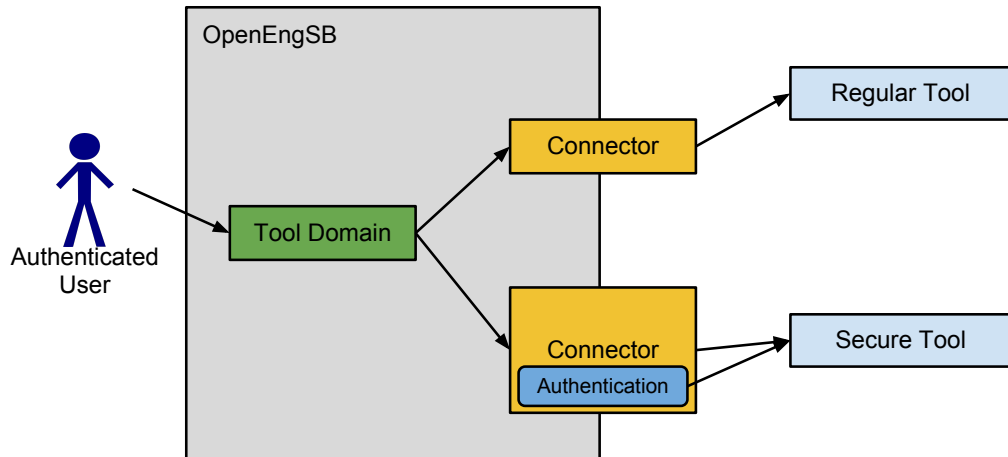 OpenEngSB
Regular Tool
Connector
Tool Domain
Authenticated
User
Connector
Authentication
Secure Tool